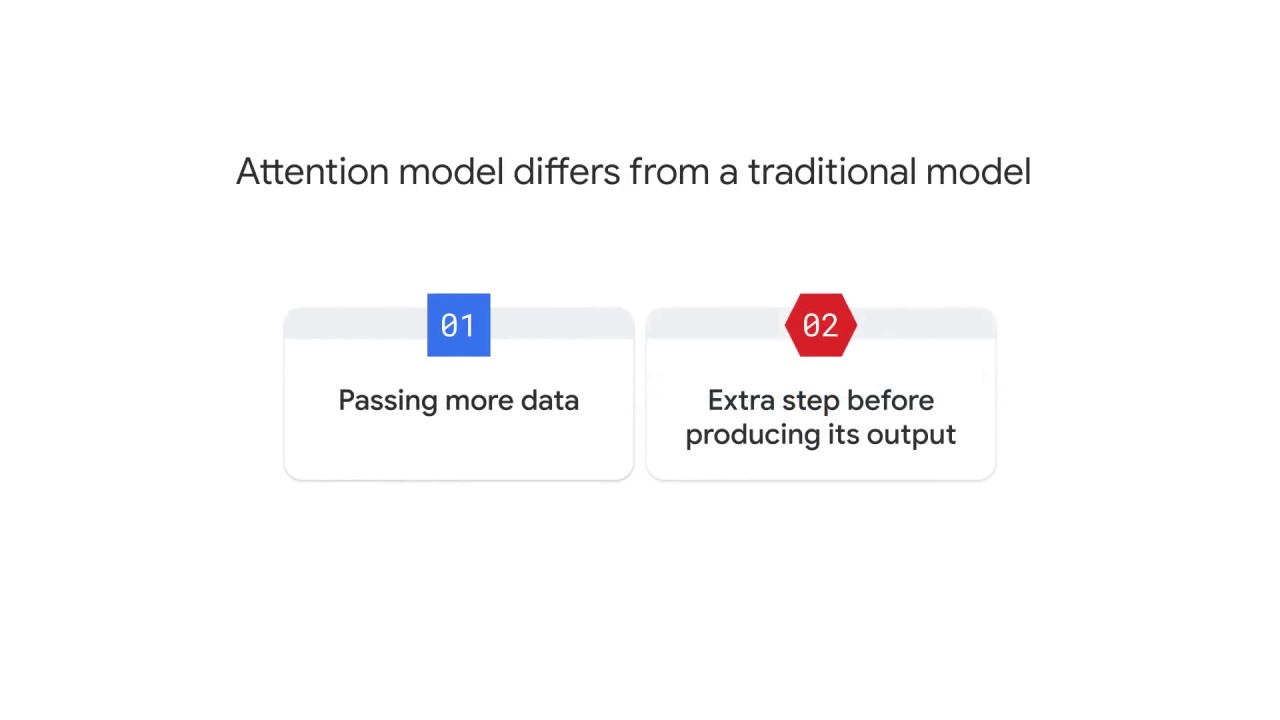 Attention model differs from a traditional model
01
Passing more data
02
Extra step before
producing its output